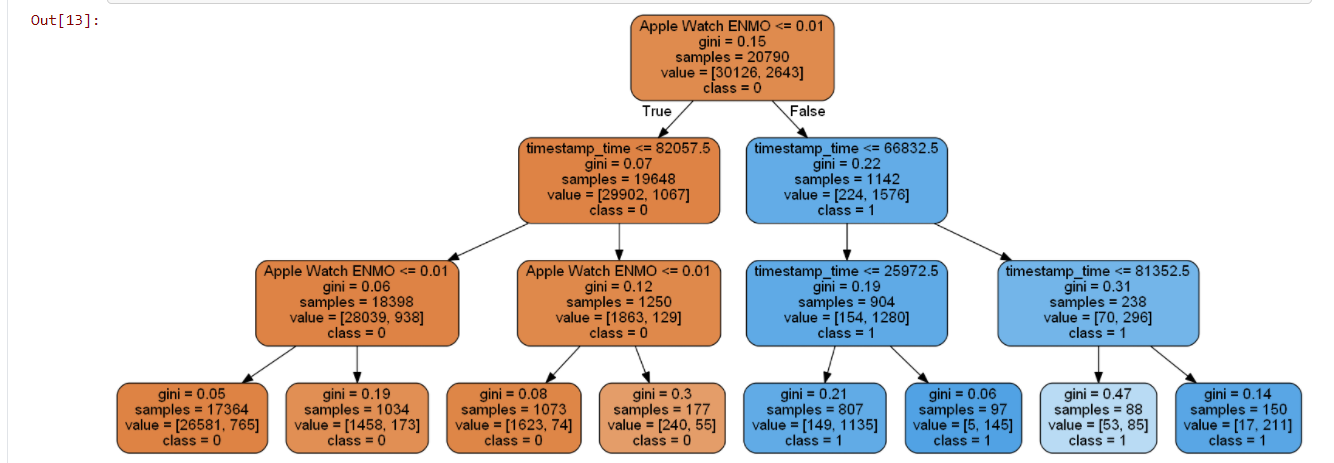 Out[13]:
Apple Watch ENMO <= 0.01
gini = 0.15
samples = 20790
value = [30126, 2643]
class = 0
True
False
timestamp_time <= 82057.5
gini = 0.07
samples = 19648
value = [29902, 1067]
class = 0
timestamp_time <= 66832.5
gini = 0.22
samples = 1142
value = [224, 1576]
class = 1
Apple Watch ENMO <= 0.01
gini = 0.06
samples = 18398
value = [28039, 938]
class = 0
Apple Watch ENMO <= 0.01
gini = 0.12
samples = 1250
value = [1863, 129]
class = 0
timestamp_time <= 25972.5
gini = 0.19
samples = 904
value = [154, 1280]
class = 1
timestamp_time <= 81352.5
gini = 0.31
samples = 238
value = [70, 296]
class = 1
gini = 0.05
samples = 17364
value = [26581, 765]
class = 0
gini = 0.19
samples = 1034
value = [1458, 173]
class = 0
gini = 0.08
samples = 1073
value = [1623, 74]
class = 0
gini = 0.3
samples = 177
value = [240, 55]
class = 0
gini = 0.21
samples = 807
value = [149, 1135]
class = 1
gini = 0.06
samples = 97
value = [5, 145]
class = 1
gini = 0.47
samples = 88
value = [53, 85]
class = 1
gini = 0.14
samples = 150
value = [17, 211]
class = 1